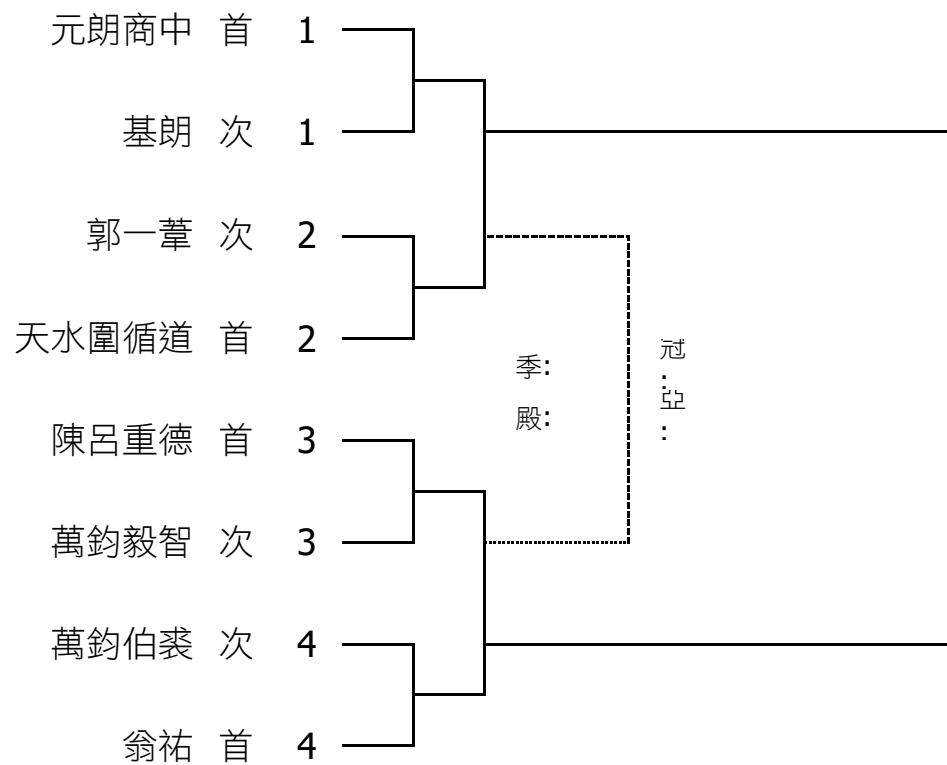 元朗商中 首 1
基朗 次 1
郭一葦 次 2
天水圍循道 首 2
季:
殿:
冠
:
亞
:
陳呂重德 首 3
萬鈞毅智 次 3
萬鈞伯裘 次 4
翁祐 首 4